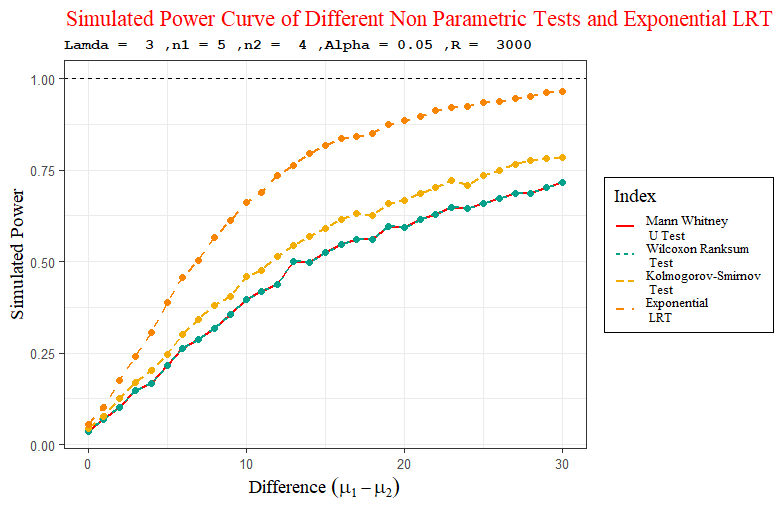 Simulated Power Curve of Different Non Parametric Tests and Exponential LRT
Lamda =  3 ,n1 = 5 ,n2 =  4 ,Alpha = 0.05 ,R =  3000
1.00
0.75
0.50
0.25
0.00
Simulated Power
0 10 20 30
Difference (μ1 − μ2)
Index
Mann Whitney
U Test
Wilcoxon Ranksum
Test
Kolmogorov-Smirnov
Test
Exponential
LRT